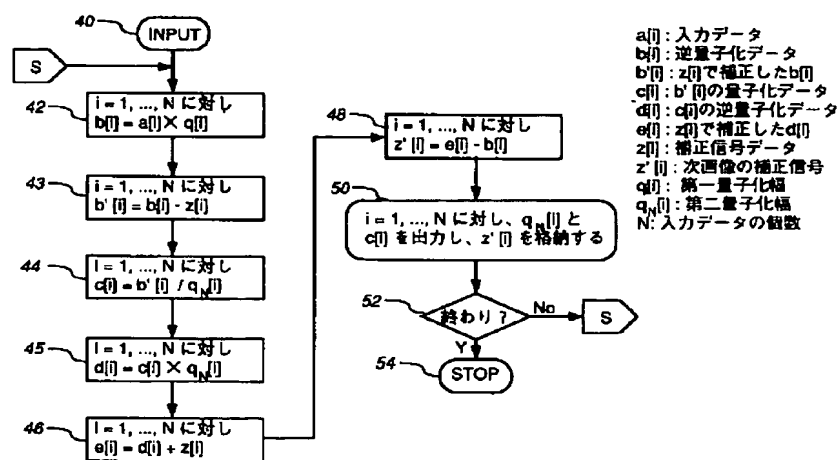 40
INPUT
S
42
i = 1, ..., N に対し
b[i] = a[i] × q[i]
43
i = 1, ..., N に対し
b' [i] = b[i] - z[i]
44
i = 1, ..., N に対し
c[i] = b' [i] / q_N[i]
45
i = 1, ..., N に対し
d[i] = c[i] × q_N[i]
46
i = 1, ..., N に対し
e[i] = d[i] + z[i]
48
i = 1, ..., N に対し
z' [i] = e[i] - b[i]
50
i = 1, ..., N に対し、q_N[i] と
c[i] を出力し、z' [i] を格納する
52
終わり ?
No
S
Y
54
STOP
a[i] : 入力データ
b[i] : 逆量子化データ
b'[i] : z[i]で補正したb[i]
c[i] : b' [i]の量子化データ
d[i] : c[i]の逆量子化データ
e[i] : z[i]で補正したd[i]
z[i] : 補正信号データ
z' [i] : 次画像の補正信号
q[i] : 第一量子化幅
q_N[i] : 第二量子化幅
N: 入力データの個数